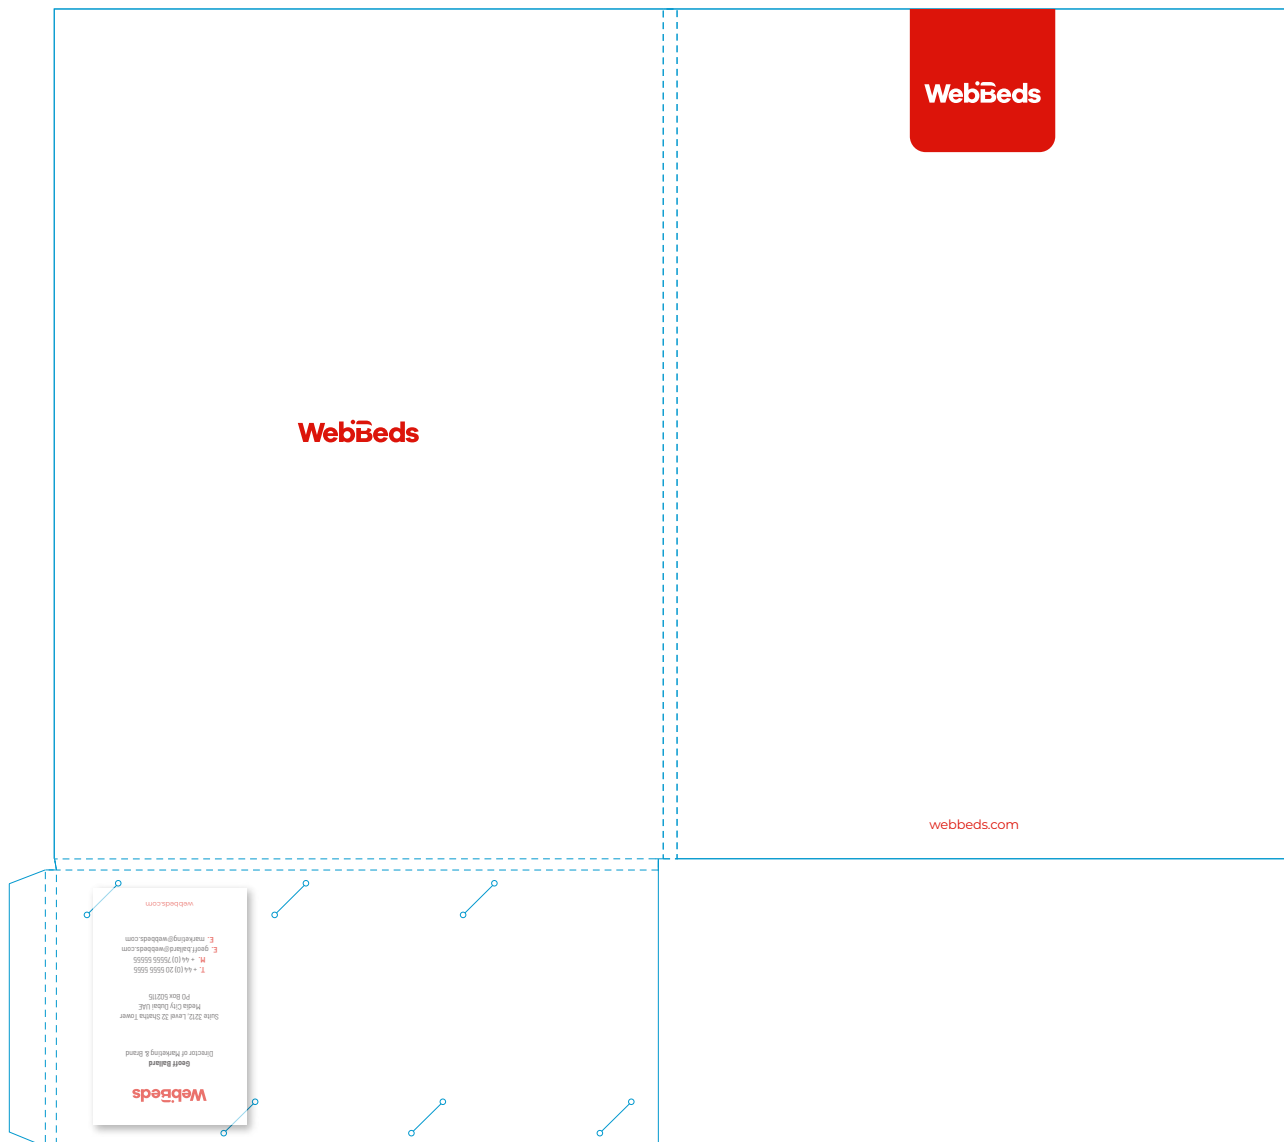 WebBeds
WebBeds
webbeds.com
WebBeds
Geoff Ballard
Director of Marketing & Brand
Suite 3212, Level 32 Shatha Tower
Media City Dubai UAE
PO Box 502115
T. + 44 (0) 20 5555 5555
M. + 44 (0) 75555 55555
E. geoff.ballard@webbeds.com
E. marketing@webbeds.com
webbeds.com